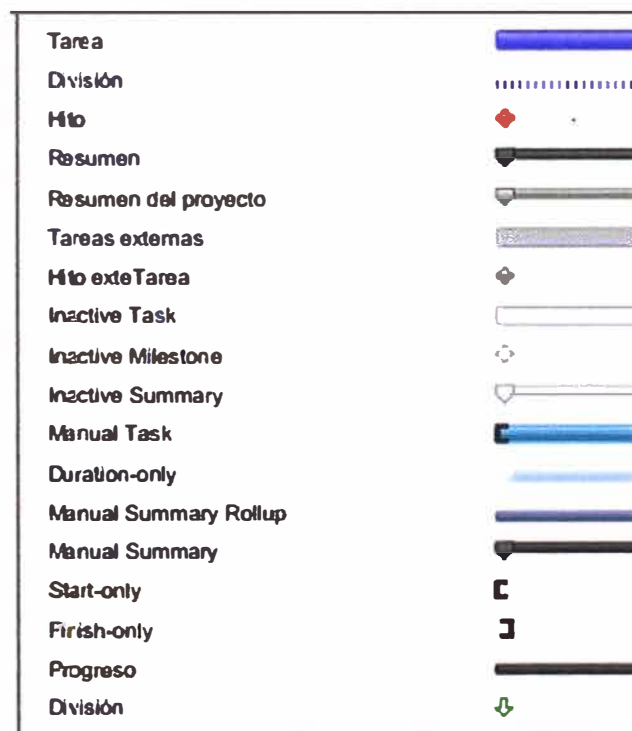 Tarea
División
Hito
Resumen
Resumen del proyecto
Tareas externas
Hito exteTarea
Inactive Task
Inactive Milestone
Inactive Summary
Manual Task
Duration-only
Manual Summary Rollup
Manual Summary
Start-only
Finish-only
Progreso
División